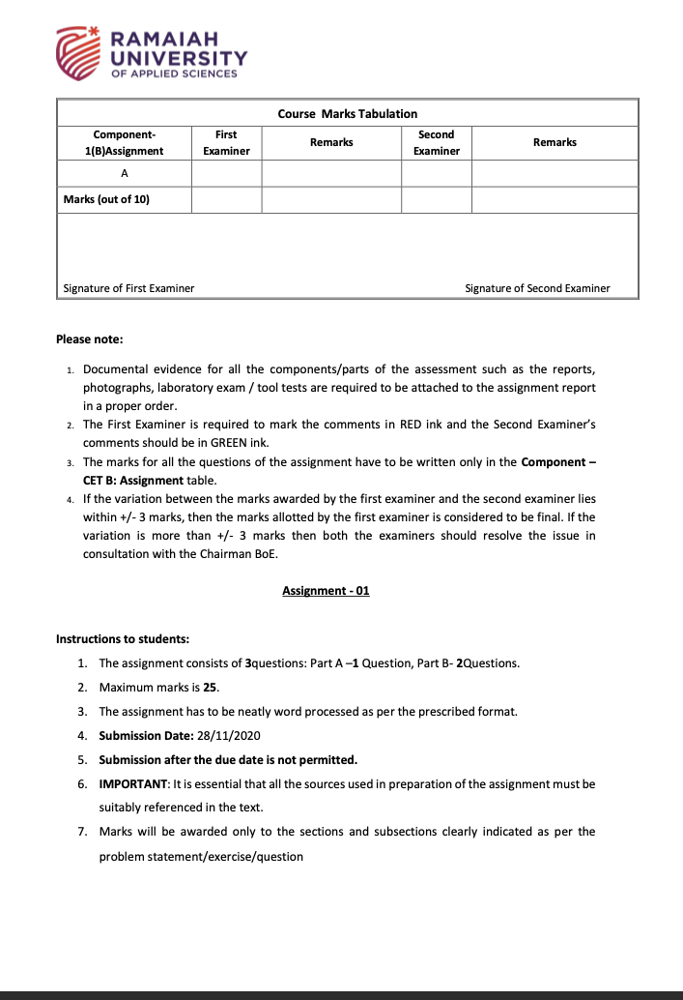 RAMAIAH
UNIVERSITY
OF APPLIED SCIENCES
Course Marks Tabulation
Component-
1(B)Assignment
First
Examiner
Remarks
Second
Examiner
Remarks
A
Marks (out of 10)
Signature of First Examiner
Signature of Second Examiner
Please note:
1. Documental evidence for all the components/parts of the assessment such as the reports,
photographs, laboratory exam / tool tests are required to be attached to the assignment report
in a proper order.
2. The First Examiner is required to mark the comments in RED ink and the Second Examiner's
comments should be in GREEN ink.
3. The marks for all the questions of the assignment have to be written only in the Component –
CET B: Assignment table.
4. If the variation between the marks awarded by the first examiner and the second examiner lies
within +/- 3 marks, then the marks allotted by the first examiner is considered to be final. If the
variation is more than +/- 3 marks then both the examiners should resolve the issue in
consultation with the Chairman BoE.
Assignment - 01
Instructions to students:
1. The assignment consists of 3questions: Part A –1 Question, Part B- 2Questions.
2. Maximum marks is 25.
3. The assignment has to be neatly word processed as per the prescribed format.
4. Submission Date: 28/11/2020
5. Submission after the due date is not permitted.
6. IMPORTANT: It is essential that all the sources used in preparation of the assignment must be
suitably referenced in the text.
7. Marks will be awarded only to the sections and subsections clearly indicated as per the
problem statement/exercise/question